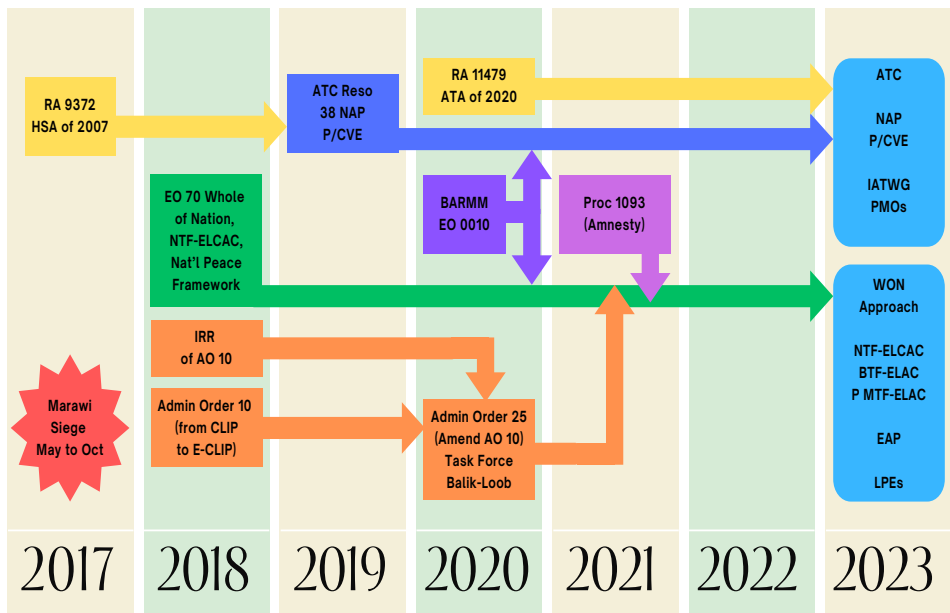 RA 9372
HSA of 2007
ATC Reso
38 NAP
P/CVE
RA 11479
ATA of 2020
ATC
NAP
P/CVE
IATWG
PMOs
EO 70 Whole
of Nation,
NTF-ELCAC,
Nat'l Peace
Framework
BARMM
EO 0010
Proc 1093
(Amnesty)
WON
Approach
NTF-ELCAC
BTF-ELAC
P MTF-ELAC
EAP
LPEs
IRR
of AO 10
Marawi
Siege
May to Oct
Admin Order 10
(from CLIP
to E-CLIP)
Admin Order 25
(Amend AO 10)
Task Force
Balik-Loob
2017
2018
2019
2020
2021
2022
2023